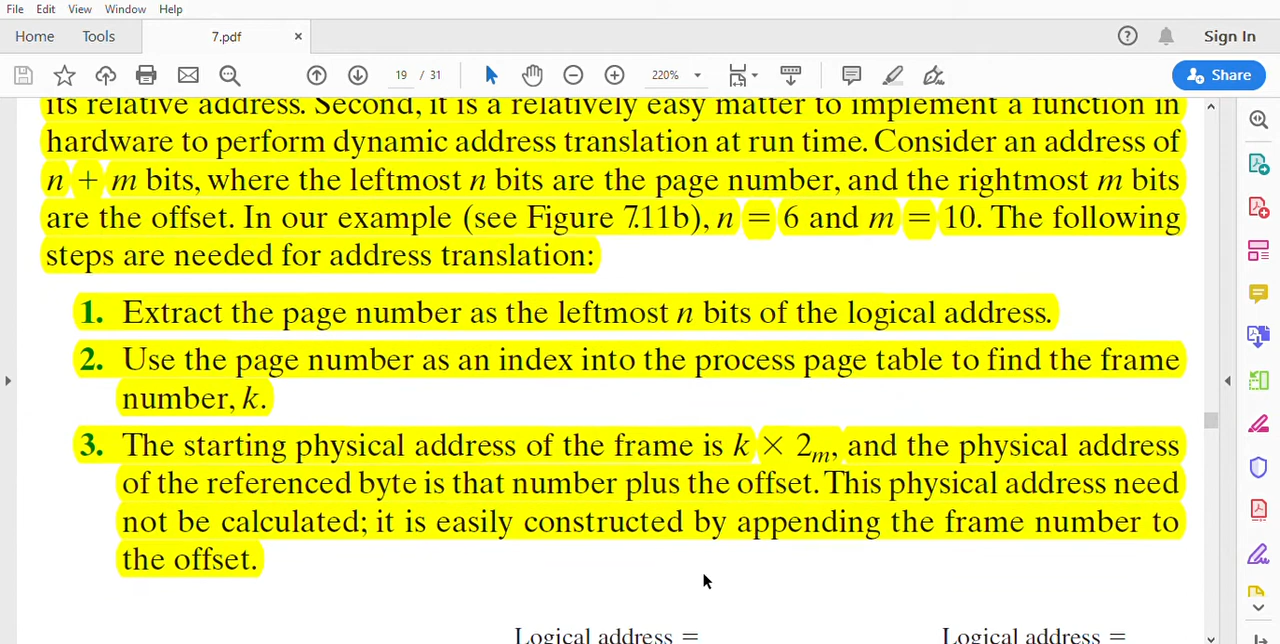 File Edit View Window Help
Home Tools 7.pdf × Sign In
19 / 31 220% Share
its relative address. Second, it is a relatively easy matter to implement a function in
hardware to perform dynamic address translation at run time. Consider an address of
n + m bits, where the leftmost n bits are the page number, and the rightmost m bits
are the offset. In our example (see Figure 7.11b), n = 6 and m = 10. The following
steps are needed for address translation:
1. Extract the page number as the leftmost n bits of the logical address.
2. Use the page number as an index into the process page table to find the frame
number, k.
3. The starting physical address of the frame is k × 2m, and the physical address
of the referenced byte is that number plus the offset. This physical address need
not be calculated; it is easily constructed by appending the frame number to
the offset.
Logical address = Logical address =